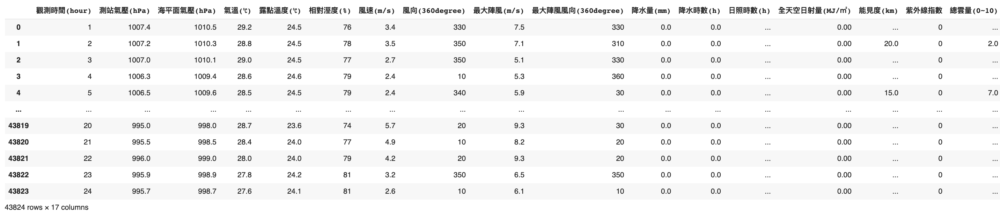 觀測時間(hour) 測站氣壓(hPa) 海平面氣壓(hPa) 氣溫(℃) 露點溫度(℃) 相對溼度(%) 風速(m/s) 風向(360degree) 最大陣風(m/s) 最大陣風風向(360degree) 降水量(mm) 降水時數(h) 日照時數(h) 全天空日射量(MJ/㎡) 能見度(km) 紫外線指數 總雲量(0~10)
0 1 1007.4 1010.5 29.2 24.5 76 3.4 330 7.5 330 0.0 0.0 ... 0.00 ... 0 ...
1 2 1007.2 1010.3 28.8 24.5 78 3.5 350 7.1 310 0.0 0.0 ... 0.00 20.0 0 2.0
2 3 1007.0 1010.1 29.0 24.5 77 2.7 350 5.1 330 0.0 0.0 ... 0.00 ... 0 ...
3 4 1006.3 1009.4 28.6 24.6 79 2.4 10 5.3 360 0.0 0.0 ... 0.00 ... 0 ...
4 5 1006.5 1009.6 28.5 24.5 79 2.4 340 5.9 30 0.0 0.0 ... 0.00 15.0 0 7.0
... ... ... ... ... ... ... ... ... ... ... ... ... ... ... ... ... ...
43819 20 995.0 998.0 28.7 23.6 74 5.7 20 9.3 30 0.0 0.0 ... 0.00 ... 0 ...
43820 21 995.5 998.5 28.4 24.0 77 4.9 10 8.2 20 0.0 0.0 ... 0.00 ... 0 ...
43821 22 996.0 999.0 28.0 24.0 79 4.2 20 9.3 20 0.0 0.0 ... 0.00 ... 0 ...
43822 23 995.9 998.9 27.8 24.2 81 3.2 350 6.5 350 0.0 0.0 ... 0.00 ... 0 ...
43823 24 995.7 998.7 27.6 24.1 81 2.6 10 6.1 10 0.0 0.0 ... 0.00 ... 0 ...
43824 rows × 17 columns